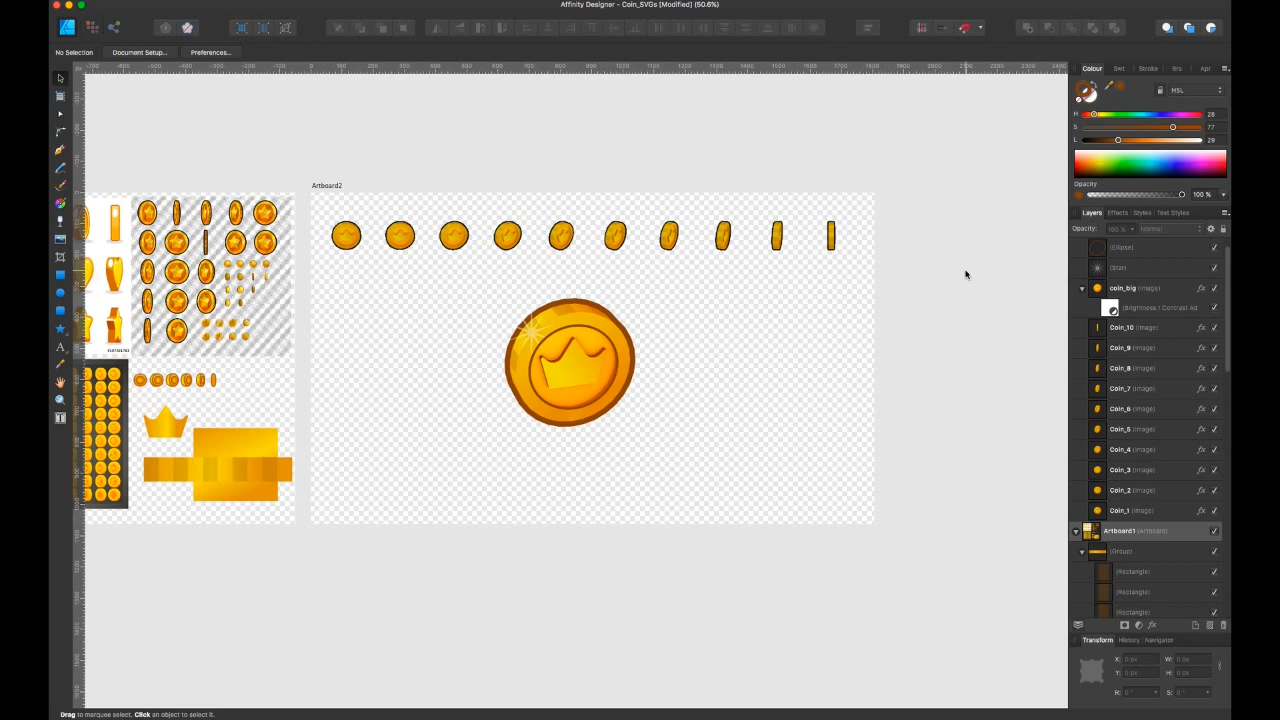 Affinity Designer - Coin_SVGs [Modified] (50.6%)
No Selection
Document Setup...
Preferences...
Artboard2
Colour
Swt
Stroke
Brs
Apr
HSL
H
28
S
77
L
29
Opacity
100 %
Layers
Effects
Styles
Text Styles
Opacity: 100 % Normal
(Ellipse)
(Star)
coin_big (Image)
(Brightness / Contrast Ad
Coin_10 (Image)
Coin_9 (Image)
Coin_8 (Image)
Coin_7 (Image)
Coin_6 (Image)
Coin_5 (Image)
Coin_4 (Image)
Coin_3 (Image)
Coin_2 (Image)
Coin_1 (Image)
Artboard1 (Artboard)
(Group)
(Rectangle)
(Rectangle)
(Rectangle)
Transform
History
Navigator
X: 0 px
W: 0 px
Y: 0 px
H: 0 px
R: 0 °
S: 0 °
Drag to marquee select. Click an object to select it.